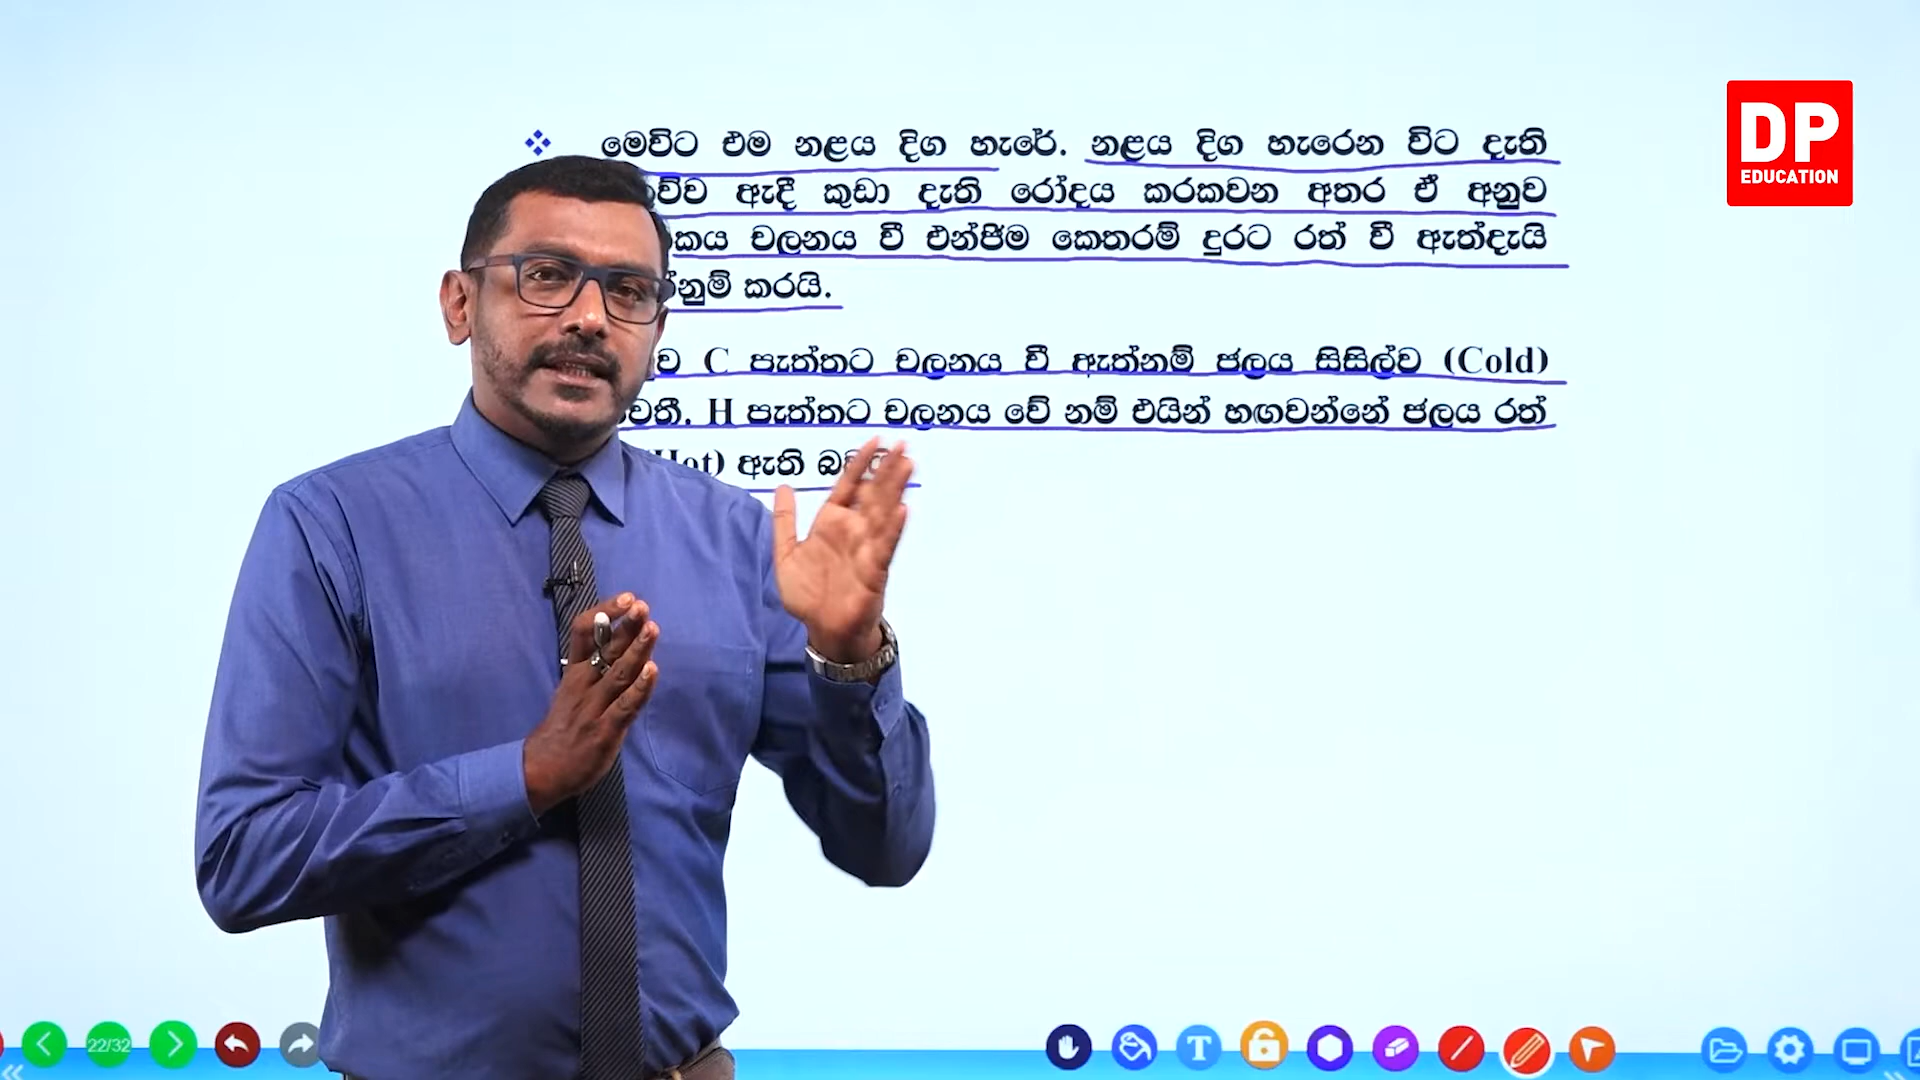 ❖ මෙවිට එම නළය දිග හැරේ. නළය දිග හැරෙන විට දැති
ඇදී කුඩා දැති රෝදය කරකවන අතර ඒ අනුව
චලනය වී එන්ජිම කෙතරම් දුරට රත් වී ඇත්දැයි
කරයි.
C පැත්තට චලනය වී ඇත්නම් ජලය සිසිල්ව (Cold)
H පැත්තට චලනය වේ නම් එයින් හඟවන්නේ ජලය රත්
(Hot) ඇති
DP
EDUCATION
22/32
T